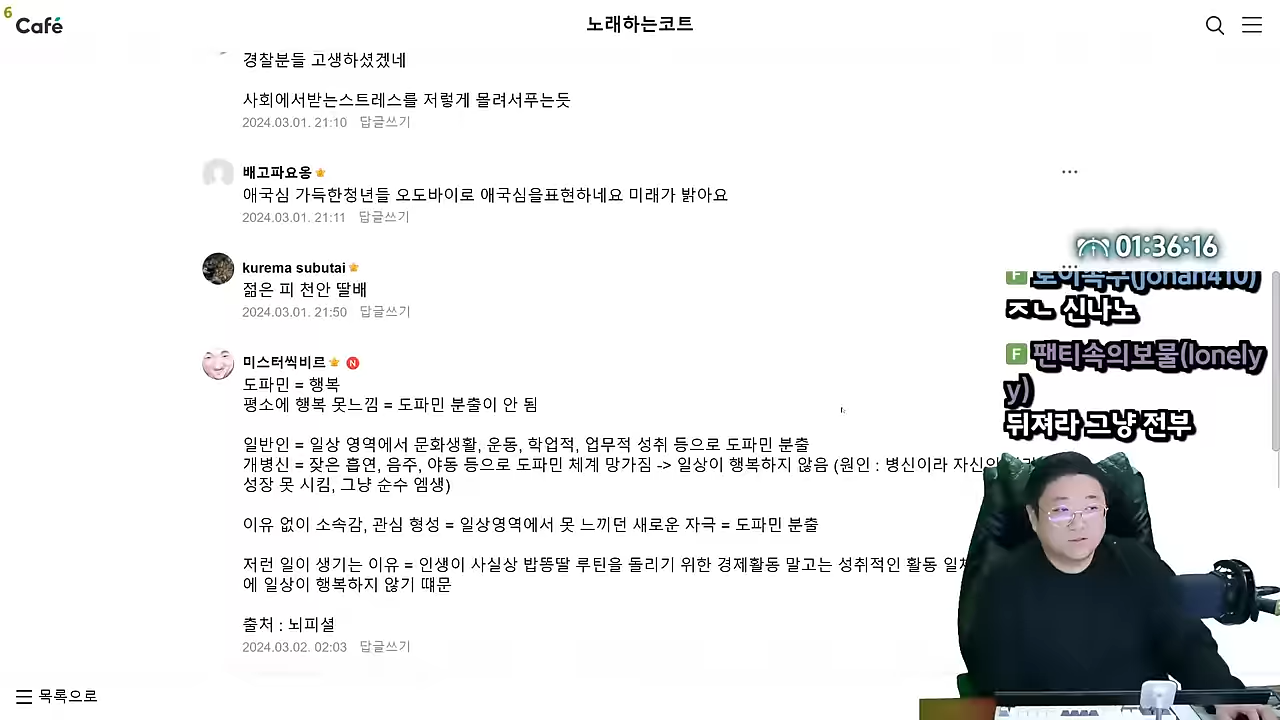 6
Café
노래하는코트
경찰분들 고생하셨겠네
사회에서받는스트레스를 저렇게 몰려서푸는듯
2024.03.01. 21:10 답글쓰기
배고파요옹
애국심 가득한청년들 오도바이로 애국심을표현하네요 미래가 밝아요
2024.03.01. 21:11 답글쓰기
kurema subutai
젊은 피 천안 딸배
2024.03.01. 21:50 답글쓰기
미스터씩비르 N
도파민 = 행복
평소에 행복 못느낌 = 도파민 분출이 안 됨
일반인 = 일상 영역에서 문화생활, 운동, 학업적, 업무적 성취 등으로 도파민 분출
개병신 = 잦은 흡연, 음주, 야동 등으로 도파민 체계 망가짐 -> 일상이 행복하지 않음 (원인 : 병신이라 자신의
성장 못 시킴, 그냥 순수 엠생)
이유 없이 소속감, 관심 형성 = 일상영역에서 못 느끼던 새로운 자극 = 도파민 분출
저런 일이 생기는 이유 = 인생이 사실상 밥똥딸 루틴을 돌리기 위한 경제활동 말고는 성취적인 활동 일체
에 일상이 행복하지 않기 떄문
출처 : 뇌피셜
2024.03.02. 02:03 답글쓰기
목록으로
01:36:16
F 로이족구(johan410)
ㅈㄴ 신나노
F 팬티속의보물(lonely
y)
뒤져라 그냥 전부